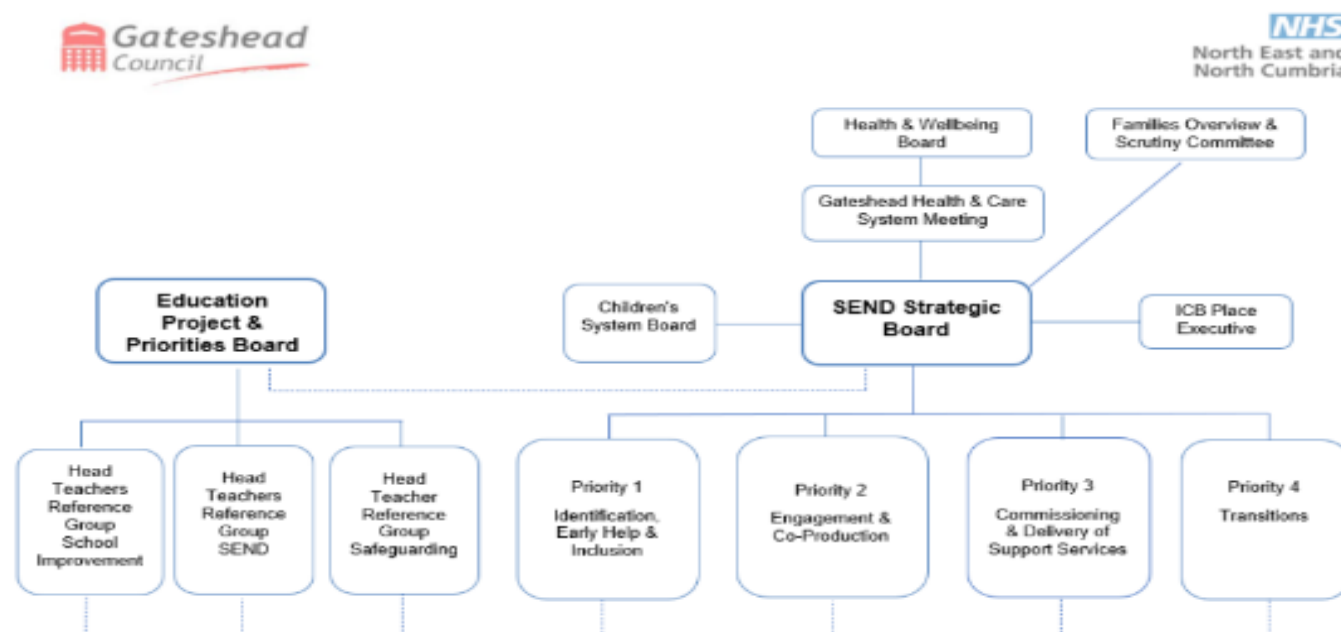 Gateshead
Council
NHS
North East and
North Cumbria
Health & Wellbeing
Board
Families Overview &
Scrutiny Committee
Gateshead Health & Care
System Meeting
Education
Project &
Priorities Board
Children's
System Board
SEND Strategic
Board
ICB Place
Executive
Head
Teachers
Reference
Group
School
Improvement
Head
Teachers
Reference
Group
SEND
Head
Teacher
Reference
Group
Safeguarding
Priority 1
Identification,
Early Help &
Inclusion
Priority 2
Engagement &
Co-Production
Priority 3
Commissioning
& Delivery of
Support Services
Priority 4
Transitions